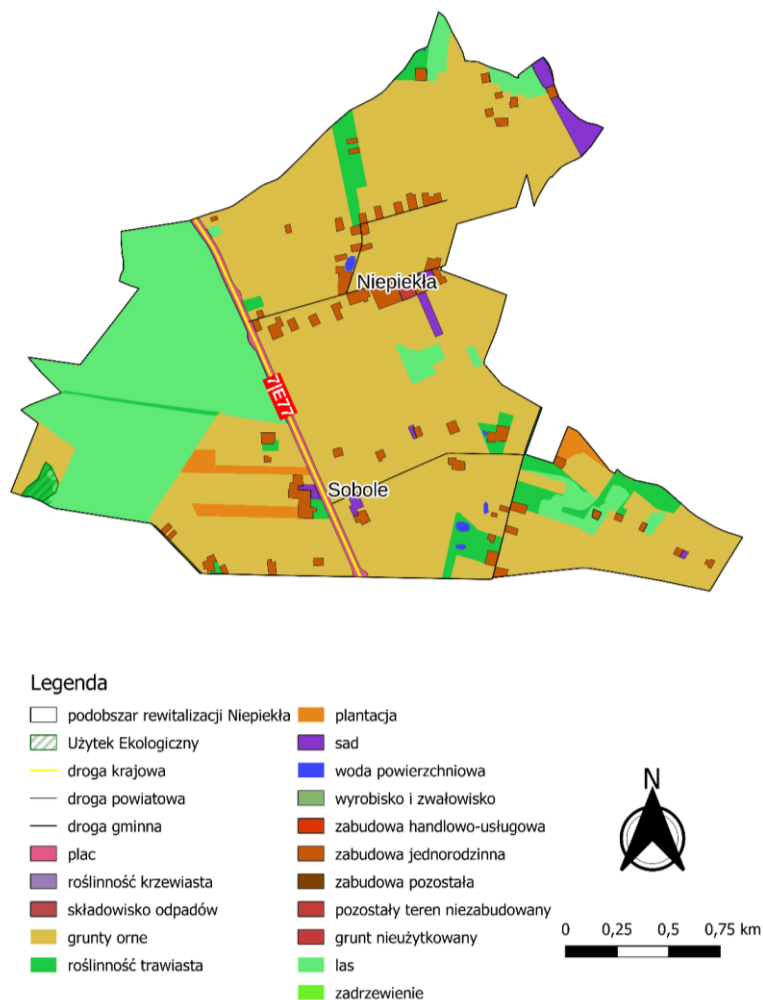 Niepiekła
7|E77
Sobole
Legenda
podobszar rewitalizacji Niepiekła
Użytek Ekologiczny
droga krajowa
droga powiatowa
droga gminna
plac
roślinność krzewiasta
składowisko odpadów
grunty orne
roślinność trawiasta
plantacja
sad
woda powierzchniowa
wyrobisko i zwałowisko
zabudowa handlowo-usługowa
zabudowa jednorodzinna
zabudowa pozostała
pozostały teren niezabudowany
grunt nieużytkowany
las
zadrzewienie
N
0 0,25 0,5 0,75 km